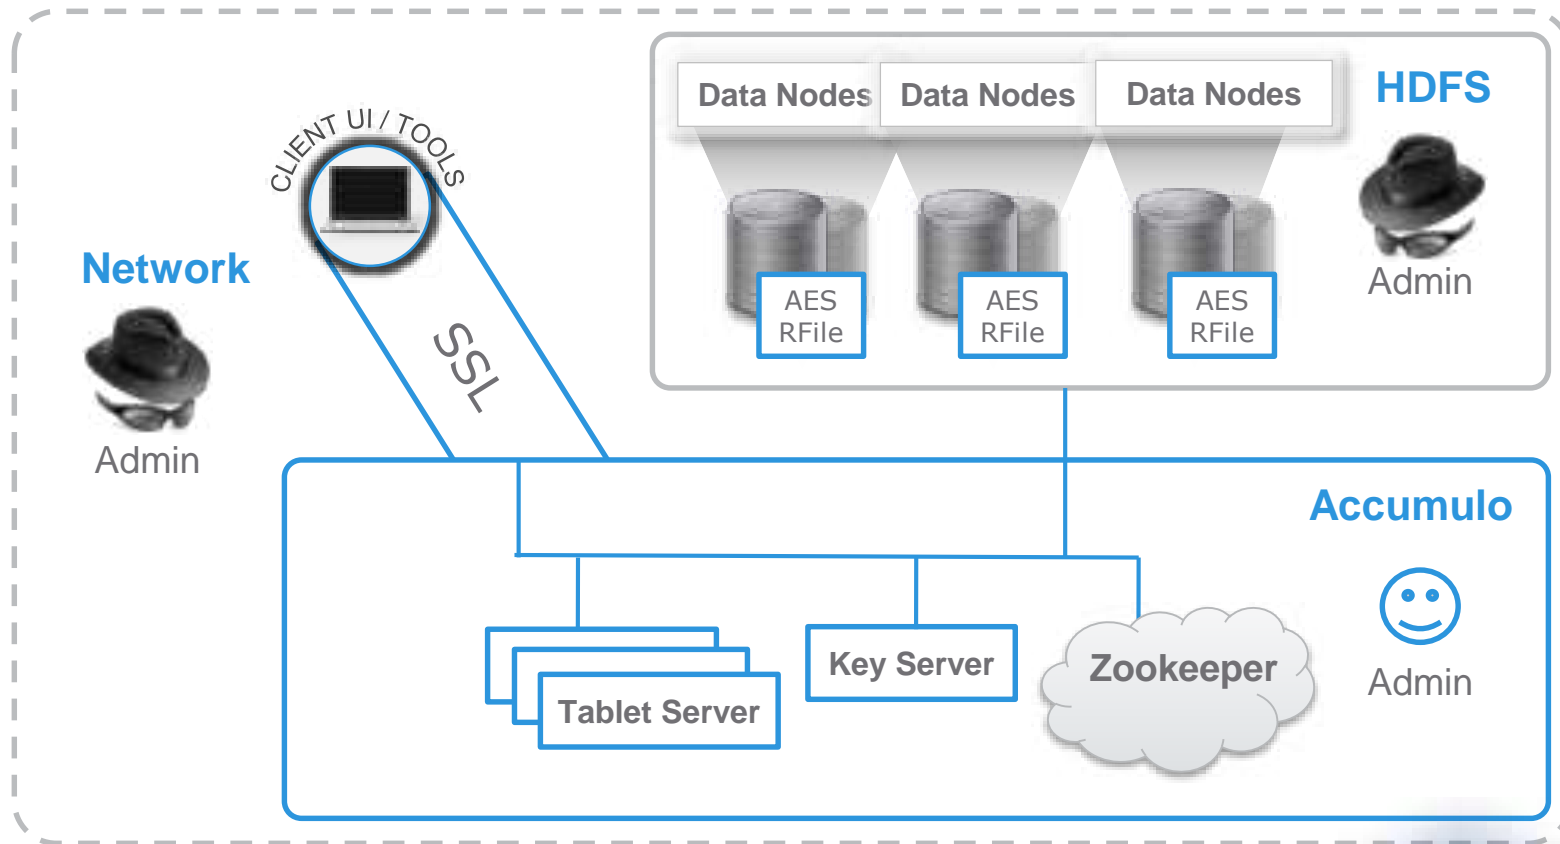 Data Nodes
Data Nodes
Data Nodes
HDFS
CLIENT UI / TOOLS
Network
Admin
SSL
AES
RFile
AES
RFile
AES
RFile
Admin
Accumulo
Tablet Server
Key Server
Zookeeper
Admin